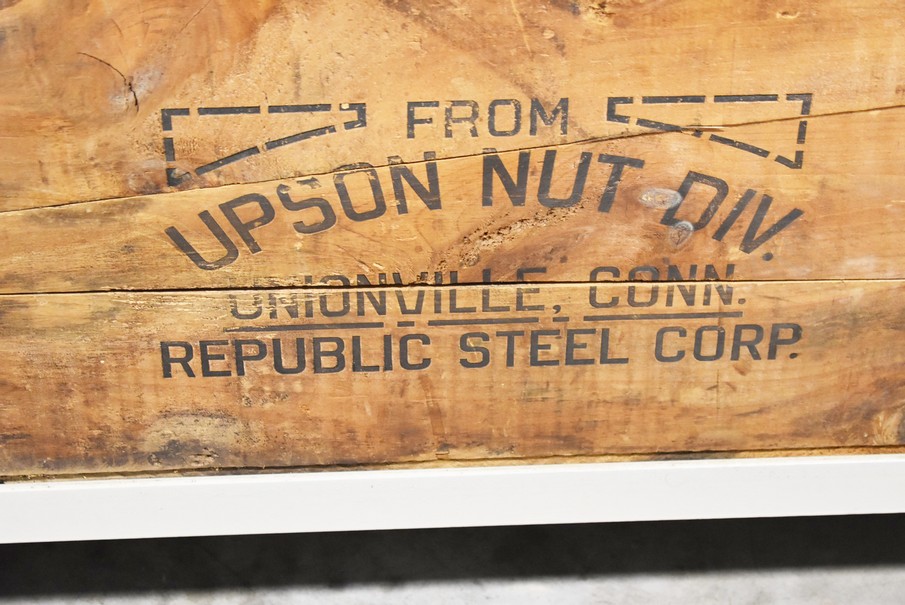 FROM
UPSON NUT DIV.
UNIONVILLE, CONN.
REPUBLIC STEEL CORP.